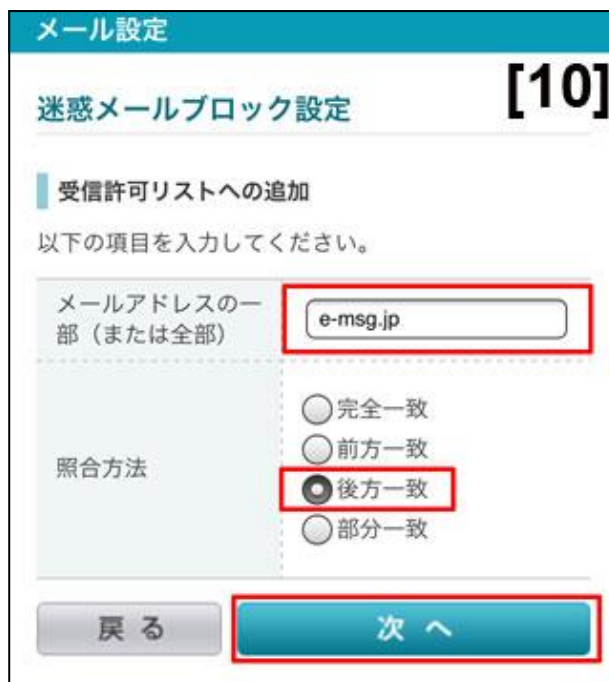 メール設定
[10]
迷惑メールブロック設定
受信許可リストへの追加
以下の項目を入力してください。
メールアドレスの一
部（または全部）
e-msg.jp
照合方法
完全一致
前方一致
後方一致
部分一致
戻る
次へ